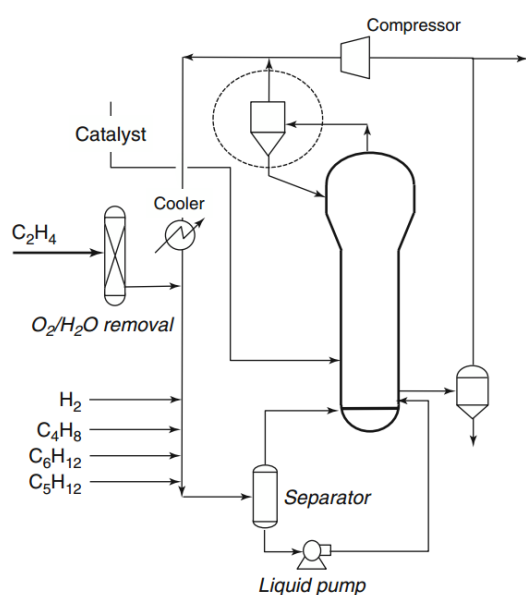 Compressor
Catalyst
Cooler
C₂H₄
O₂/H₂O removal
H₂
C₄H₈
C₆H₁₂
C₅H₁₂
Separator
Liquid pump